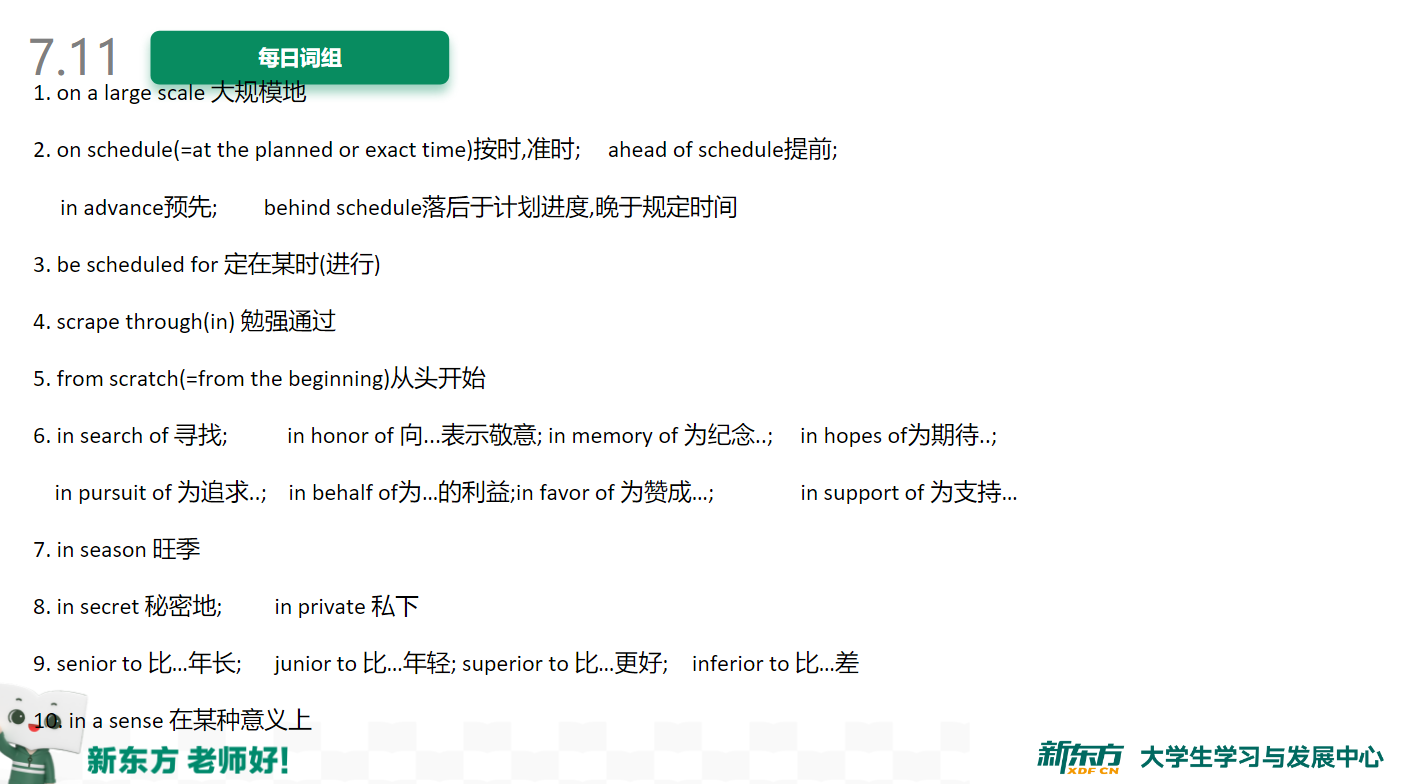 7.11
每日词组
1. on a large scale 大规模地
2. on schedule(=at the planned or exact time)按时,准时; ahead of schedule提前;
in advance预先; behind schedule落后于计划进度,晚于规定时间
3. be scheduled for 定在某时(进行)
4. scrape through(in) 勉强通过
5. from scratch(=from the beginning)从头开始
6. in search of 寻找; in honor of 向...表示敬意; in memory of 为纪念..; in hopes of为期待..;
in pursuit of 为追求..; in behalf of为...的利益;in favor of 为赞成...; in support of 为支持...
7. in season 旺季
8. in secret 秘密地; in private 私下
9. senior to 比...年长; junior to 比...年轻; superior to 比...更好; inferior to 比...差
10. in a sense 在某种意义上
新东方 老师好!
新东方 XDF.CN 大学生学习与发展中心